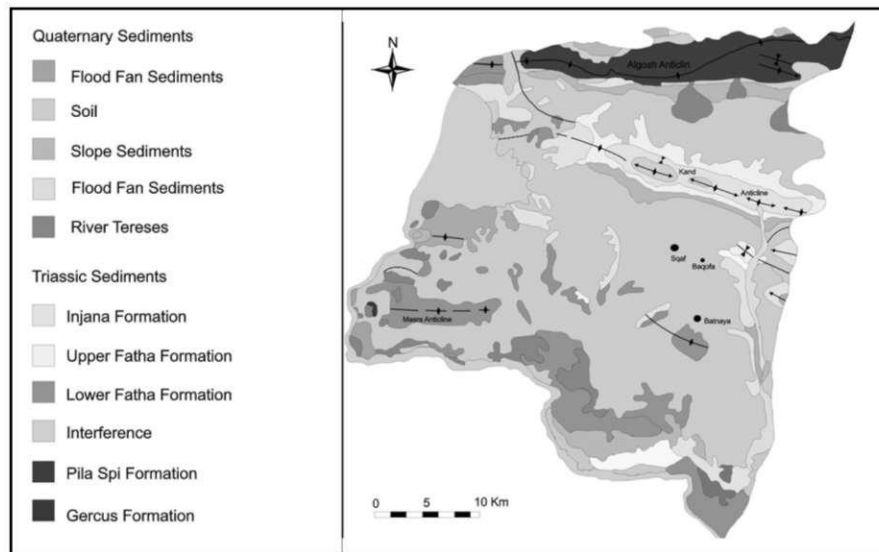 Quaternary Sediments
Flood Fan Sediments
Soil
Slope Sediments
Flood Fan Sediments
River Tereses
Triassic Sediments
Injana Formation
Upper Fatha Formation
Lower Fatha Formation
Interference
Pila Spi Formation
Gercus Formation
N
Algosh Anticlin
Kand
Anticline
Sqaf
Baqofa
Batnaya
Masra Anticline
0 5 10 Km